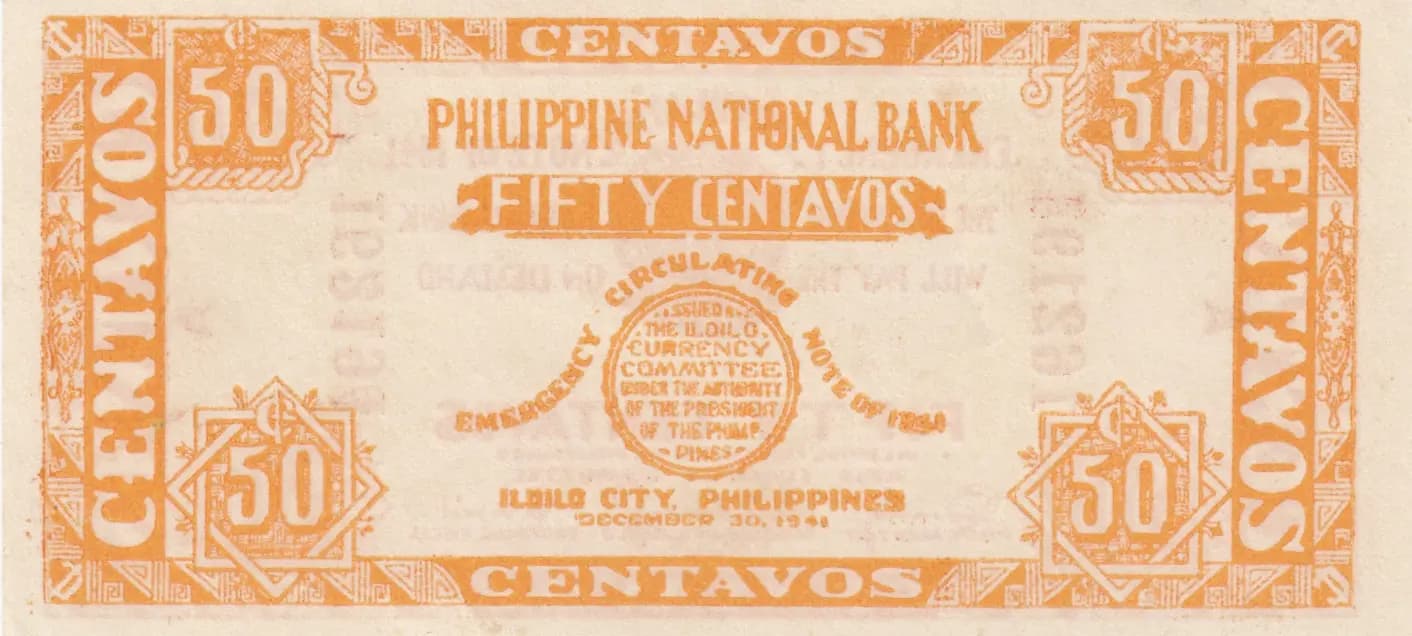 CENTAVOS
50
50
CENTAVOS
CENTAVOS
PHILIPPINE NATIONAL BANK
FIFTY CENTAVOS
EMERGENCY CIRCULATING NOTE OF 1941
ISSUED BY
THE ILOILO
CURRENCY
COMMITTEE
UNDER THE AUTHORITY
OF THE PRESIDENT
OF THE PHILIP
PINES
50
50
ILOILO CITY, PHILIPPINES
DECEMBER 30, 1941
CENTAVOS